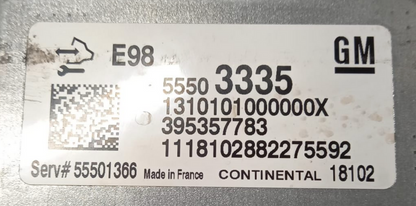 E98
GM
5550 3335
1310101000000X
395357783
1118102882275592
Serv# 55501366 Made in France CONTINENTAL 18102